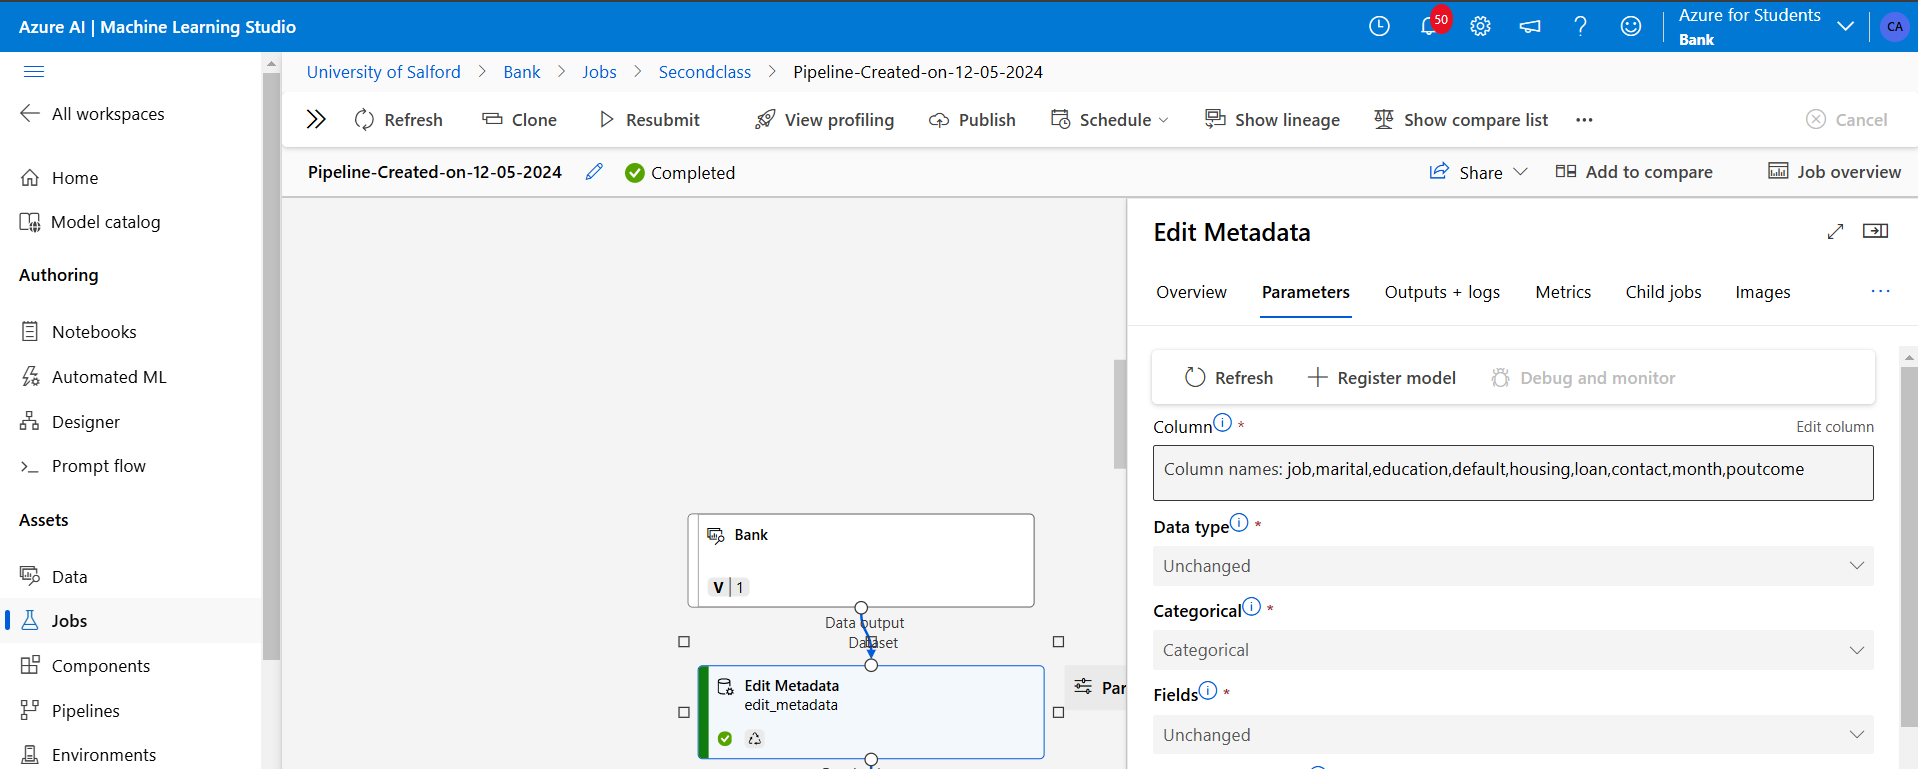 Azure AI | Machine Learning Studio
50
Azure for Students
Bank
CA
All workspaces
Home
Model catalog
Authoring
Notebooks
Automated ML
Designer
Prompt flow
Assets
Data
Jobs
Components
Pipelines
Environments
University of Salford > Bank > Jobs > Secondclass > Pipeline-Created-on-12-05-2024
Refresh Clone Resubmit View profiling Publish Schedule Show lineage Show compare list ... Cancel
Pipeline-Created-on-12-05-2024 Completed
Share Add to compare Job overview
Bank
V | 1
Data output
Dataset
Edit Metadata
edit_metadata
Par
Edit Metadata
Overview Parameters Outputs + logs Metrics Child jobs Images ...
Refresh Register model Debug and monitor
Column * Edit column
Column names: job,marital,education,default,housing,loan,contact,month,poutcome
Data type *
Unchanged
Categorical *
Categorical
Fields *
Unchanged